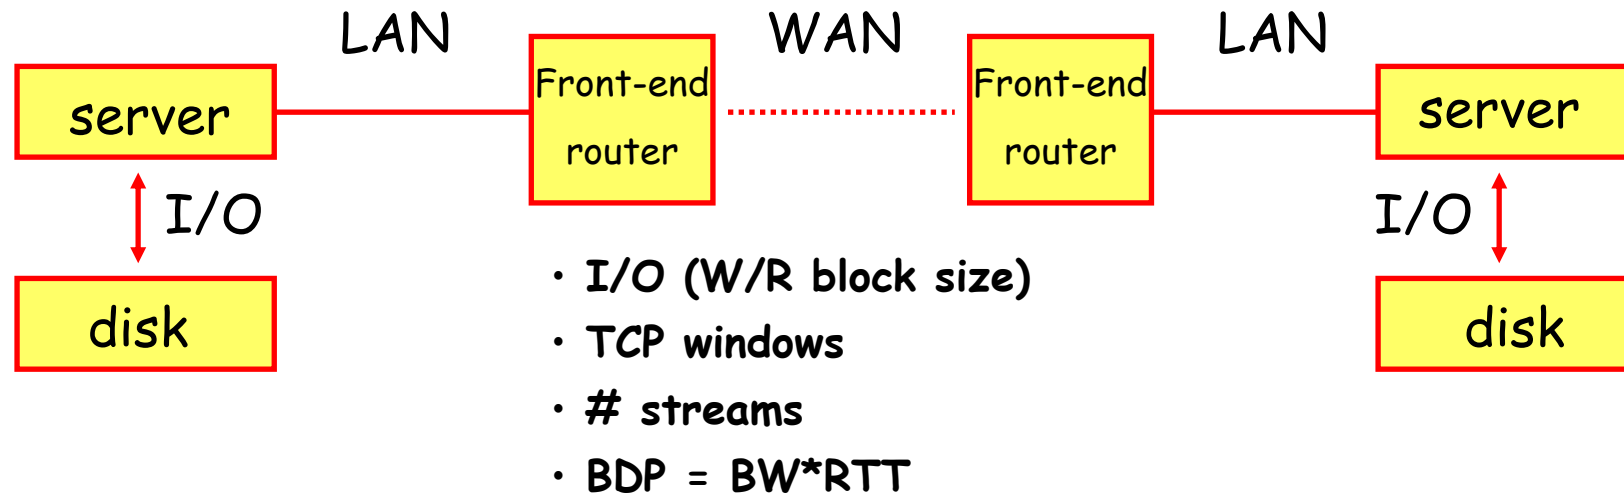 LAN
WAN
LAN
server
Front-end
router
Front-end
router
server
I/O
I/O
disk
disk
· I/O (W/R block size)
· TCP windows
· # streams
· BDP = BW*RTT